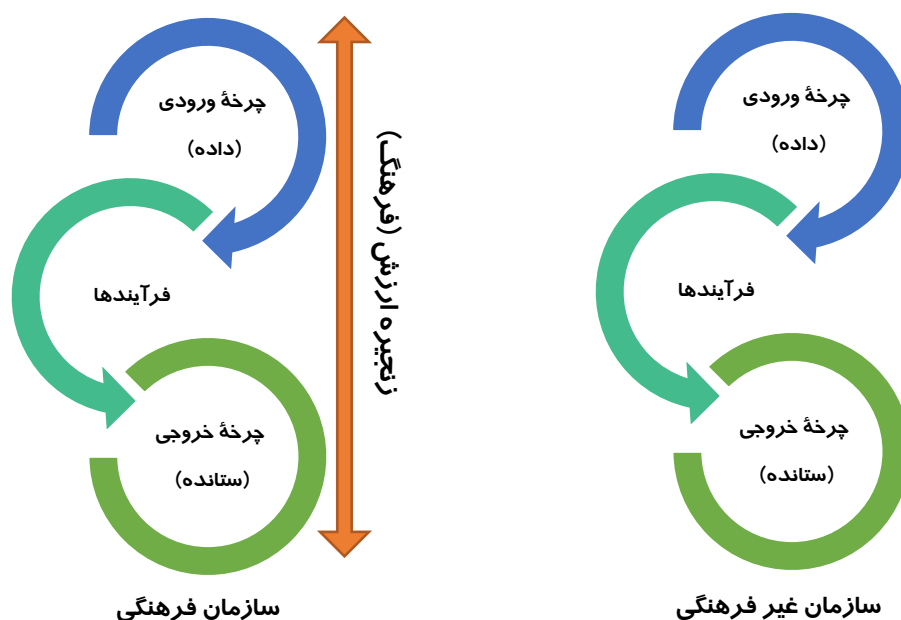 چرخهٔ ورودی
(داده)
فرآیندها
چرخهٔ خروجی
(ستانده)
سازمان غیر فرهنگی
زنجیره ارزش (فرهنگ)
چرخهٔ ورودی
(داده)
فرآیندها
چرخهٔ خروجی
(ستانده)
سازمان فرهنگی